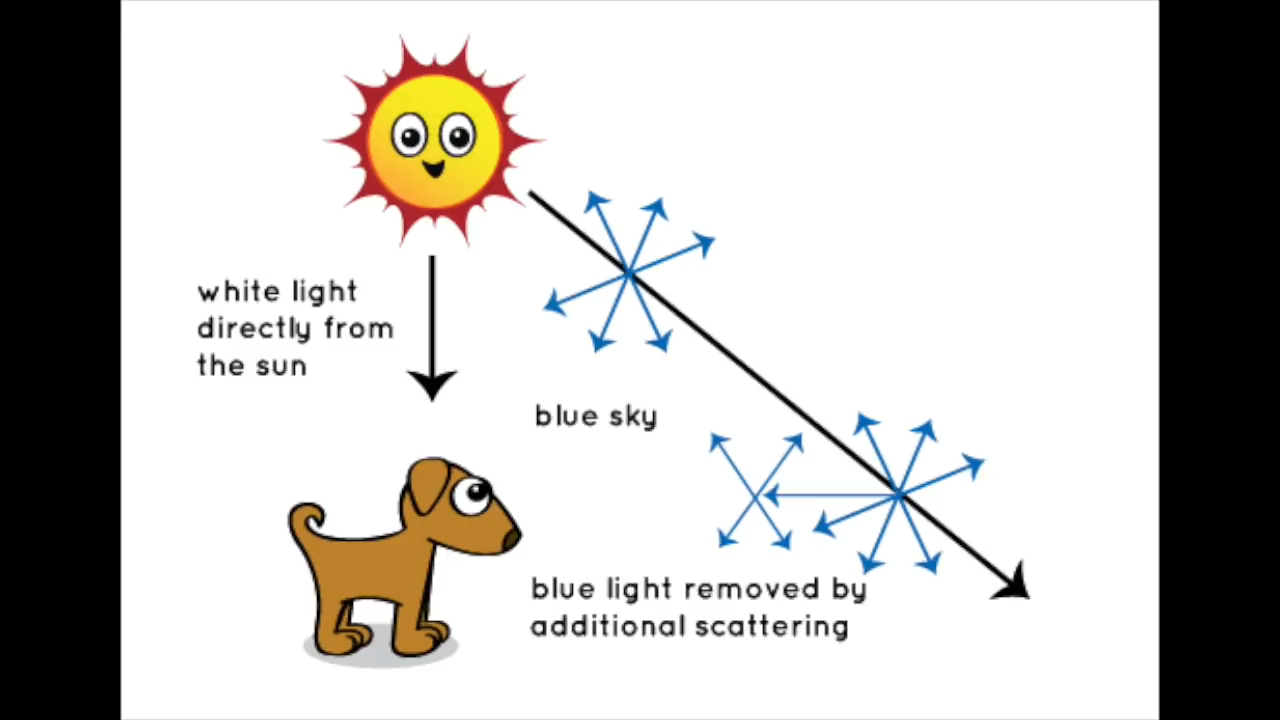 white light
directly from
the sun
blue sky
blue light removed by
additional scattering